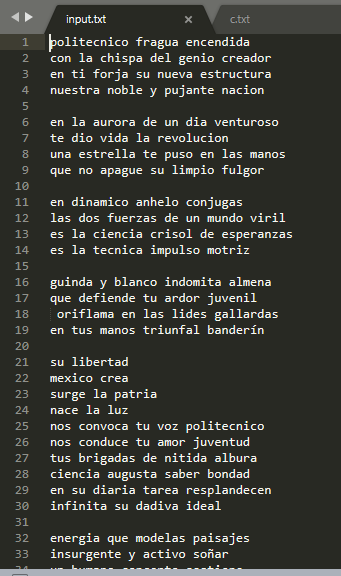 input.txt × c.txt
1 politecnico fragua encendida
2 con la chispa del genio creador
3 en ti forja su nueva estructura
4 nuestra noble y pujante nacion
5
6 en la aurora de un dia venturoso
7 te dio vida la revolucion
8 una estrella te puso en las manos
9 que no apague su limpio fulgor
10
11 en dinamico anhelo conjugas
12 las dos fuerzas de un mundo viril
13 es la ciencia crisol de esperanzas
14 es la tecnica impulso motriz
15
16 guinda y blanco indomita almena
17 que defiende tu ardor juvenil
18 oriflama en las lides gallardas
19 en tus manos triunfal banderín
20
21 su libertad
22 mexico crea
23 surge la patria
24 nace la luz
25 nos convoca tu voz politecnico
26 nos conduce tu amor juventud
27 tus brigadas de nitida albura
28 ciencia augusta saber bondad
29 en su diaria tarea resplandecen
30 infinita su dadiva ideal
31
32 energia que modelas paisajes
33 insurgente y activo soñar